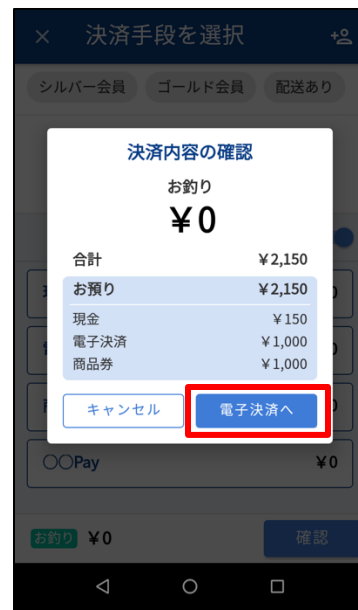 × 決済手段を選択
シルバー会員 ゴールド会員 配送あり
決済内容の確認
お釣り
¥0
合計 ¥2,150
お預り ¥2,150
現金 ¥150
電子決済 ¥1,000
商品券 ¥1,000
キャンセル 電子決済へ
〇〇Pay ¥0
お釣り ¥0 確認